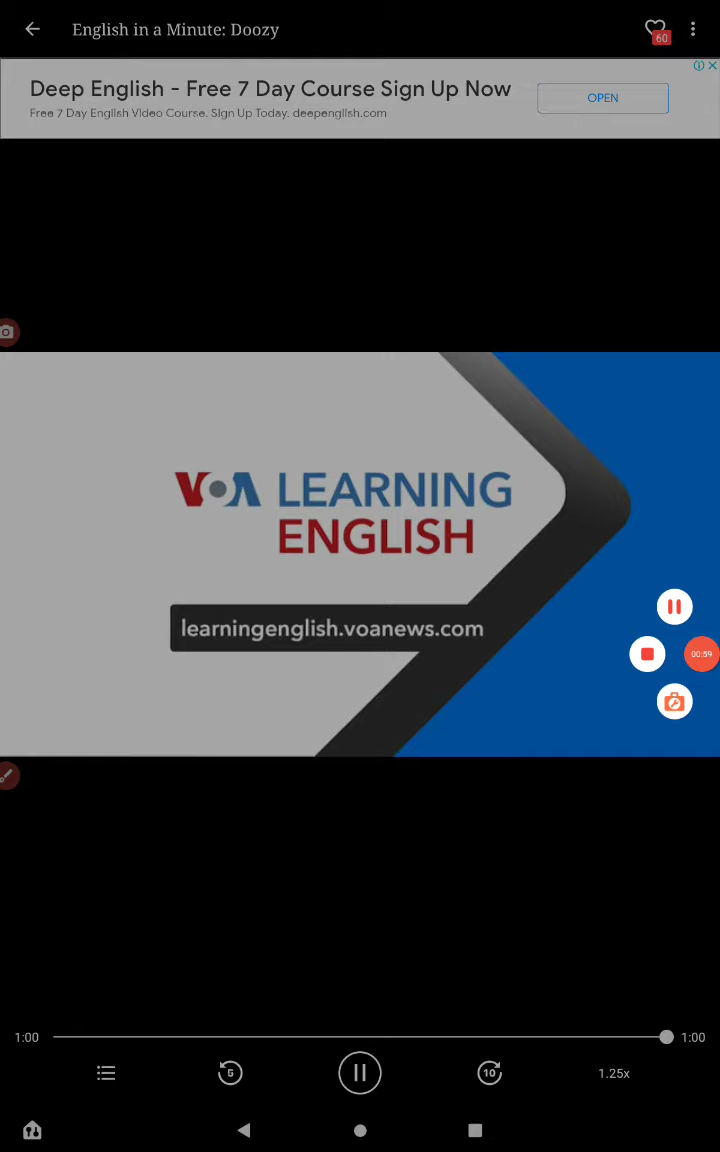 English in a Minute: Doozy
60
Deep English - Free 7 Day Course Sign Up Now
Free 7 Day English Video Course. Sign Up Today. deepenglish.com
OPEN
VOA LEARNING
ENGLISH
learningenglish.voanews.com
00:59
1:00
1:00
5
10
1.25x